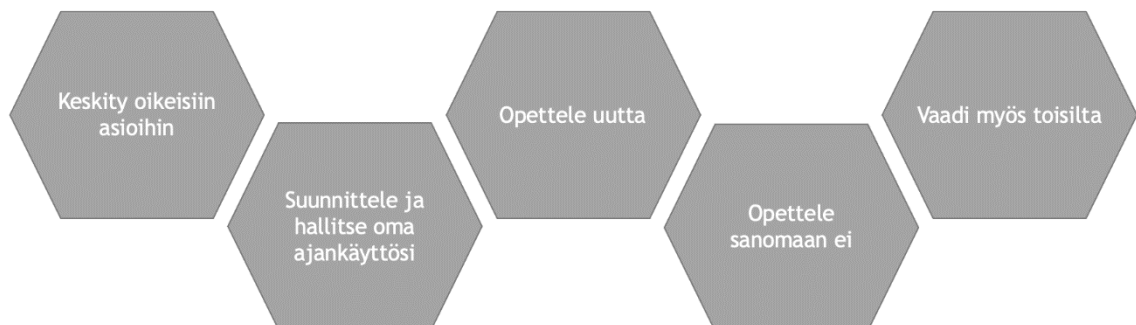 Keskity oikeisiin
asioihin
Suunnittele ja
hallitse oma
ajankäyttösi
Opettele uutta
Opettele
sanomaan ei
Vaadi myös toisilta